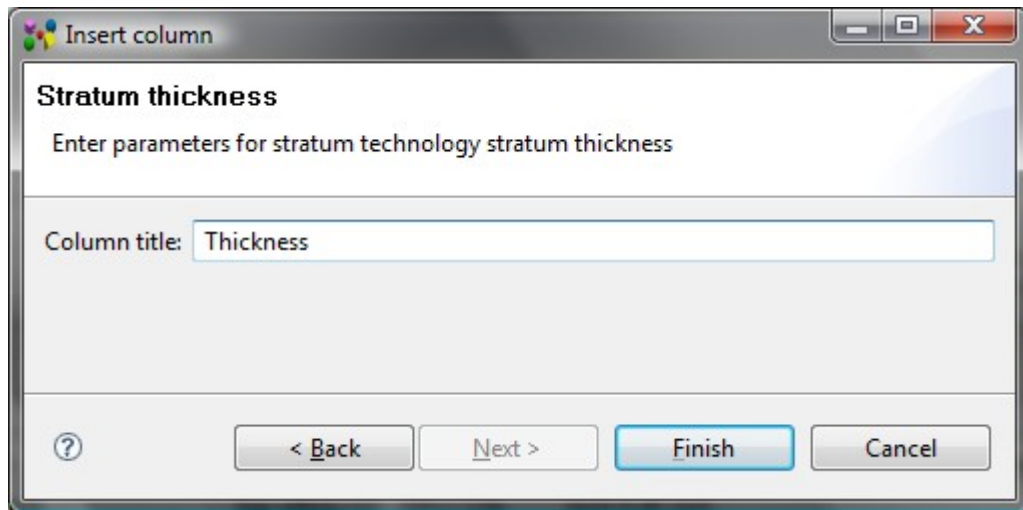 Insert column
Stratum thickness
Enter parameters for stratum technology stratum thickness
Column title: Thickness
? < Back Next > Finish Cancel